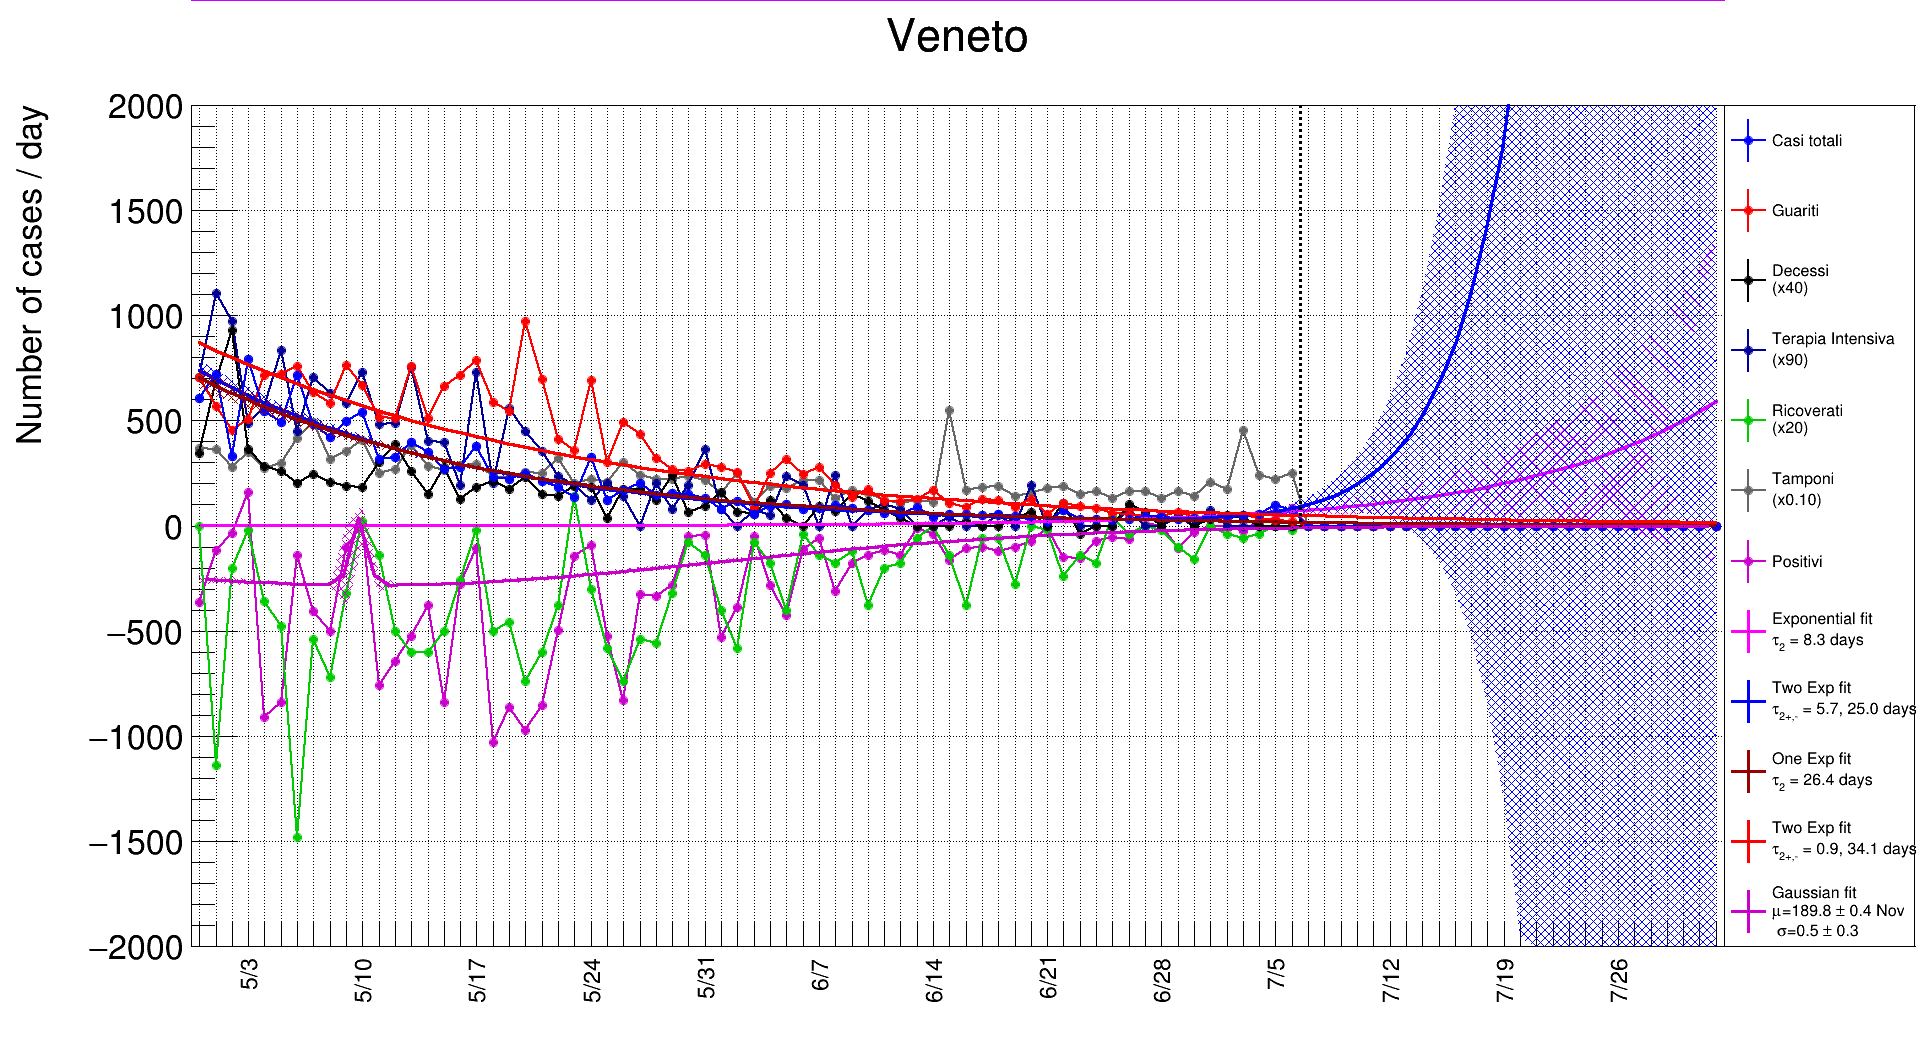 Veneto
Number of cases / day
2000
1500
1000
500
0
−500
−1000
−1500
−2000
5/3
5/10
5/17
5/24
5/31
6/7
6/14
6/21
6/28
7/5
7/12
7/19
7/26
Casi totali
Guariti
Decessi
(x40)
Terapia Intensiva
(x90)
Ricoverati
(x20)
Tamponi
(x0.10)
Positivi
Exponential fit
τ2 = 8.3 days
Two Exp fit
τ2+,- = 5.7, 25.0 days
One Exp fit
τ2 = 26.4 days
Two Exp fit
τ2+,- = 0.9, 34.1 days
Gaussian fit
μ=189.8 ± 0.4 Nov
σ=0.5 ± 0.3